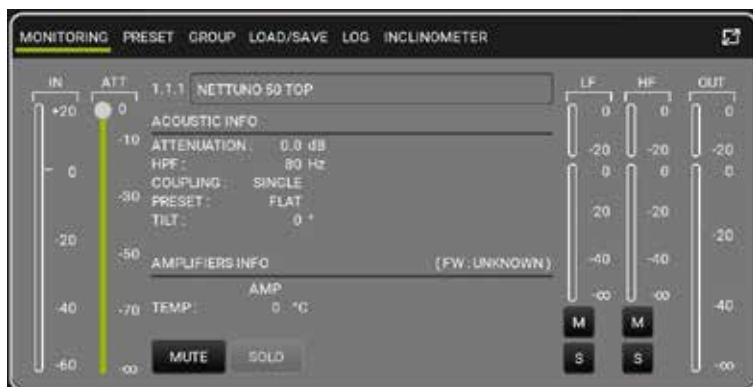 MONITORING PRESET GROUP LOAD/SAVE LOG INCLINOMETER
IN ATT
+20
0
-20
-40
-60
0
-10
-30
-50
-70
-∞
1.1.1 NETTUNO 50 TOP
ACOUSTIC INFO
ATTENUATION: 0.0 dB
HPF: 80 Hz
COUPLING: SINGLE
PRESET: FLAT
TILT: 0 °
AMPLIFIERS INFO (FW:UNKNOWN)
AMP
TEMP: 0 °C
MUTE SOLO
LF HF OUT
0 0 0
-20 -20 -20
0 0 0
20 -20
-20
-40 -40
-∞ -∞
-40
M M
S S
-∞